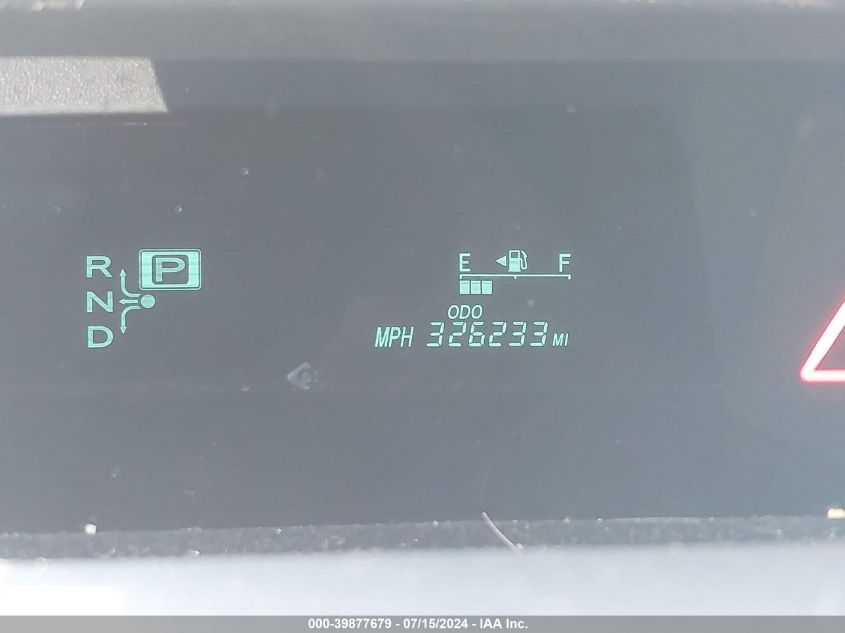 R P
N
D
E F
ODO
MPH 326233 MI
000-39877679 - 07/15/2024 - IAA Inc.